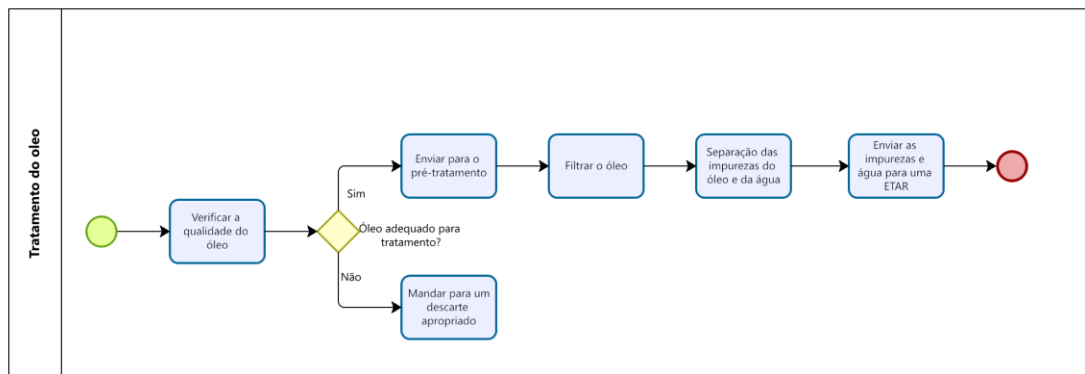 Tratamento do oleo
Verificar a
qualidade do
óleo
Óleo adequado para
tratamento?
Sim
Enviar para o
pré-tratamento
Filtrar o óleo
Separação das
impurezas do
óleo e da água
Enviar as
impurezas e
água para uma
ETAR
Não
Mandar para um
descarte
apropriado